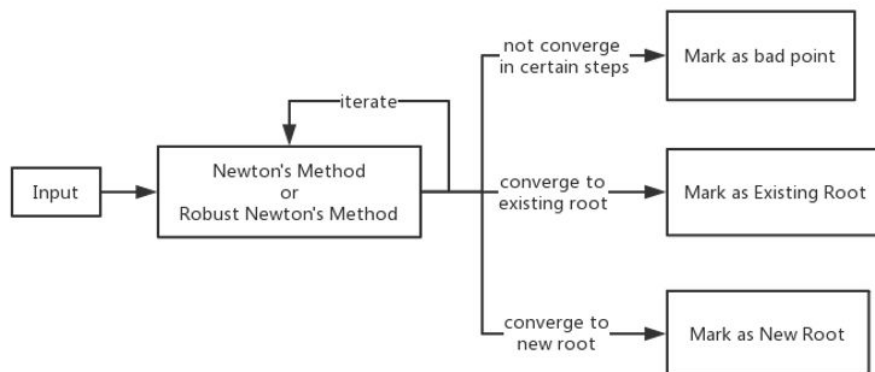 not converge
in certain steps
Mark as bad point
iterate
Input
Newton's Method
or
Robust Newton's Method
converge to
existing root
Mark as Existing Root
converge to
new root
Mark as New Root